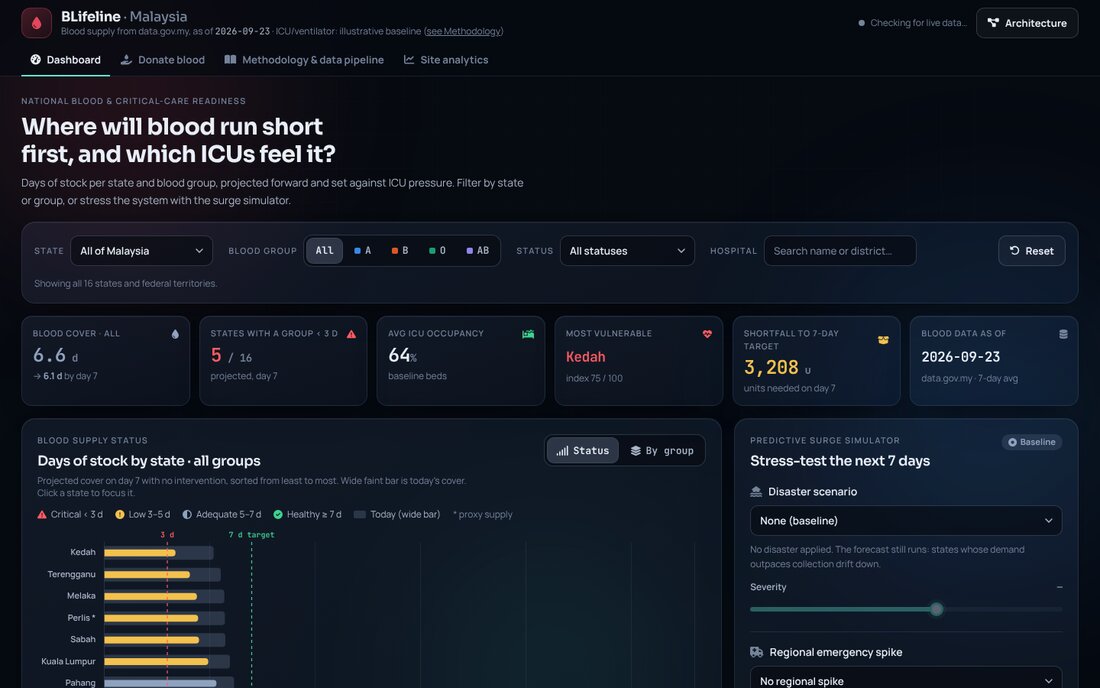 BLifeline · Malaysia
Blood supply from data.gov.my, as of 2026-09-23 · ICU/ventilator: illustrative baseline (see Methodology)
Checking for live data…
Architecture
Dashboard
Donate blood
Methodology & data pipeline
Site analytics
NATIONAL BLOOD & CRITICAL-CARE READINESS
Where will blood run short
first, and which ICUs feel it?
Days of stock per state and blood group, projected forward and set against ICU pressure. Filter by state
or group, or stress the system with the surge simulator.
STATE
All of Malaysia
BLOOD GROUP
All
A
B
O
AB
STATUS
All statuses
HOSPITAL
Search name or district…
Reset
Showing all 16 states and federal territories.
BLOOD COVER · ALL
6.6 d
→ 6.1 d by day 7
STATES WITH A GROUP < 3 D
5 / 16
projected, day 7
AVG ICU OCCUPANCY
64%
baseline beds
MOST VULNERABLE
Kedah
index 75 / 100
SHORTFALL TO 7-DAY
TARGET
3,208 U
units needed on day 7
BLOOD DATA AS OF
2026-09-23
data.gov.my · 7-day avg
BLOOD SUPPLY STATUS
Days of stock by state · all groups
Projected cover on day 7 with no intervention, sorted from least to most. Wide faint bar is today's cover.
Click a state to focus it.
Status
By group
Critical < 3 d
Low 3–5 d
Adequate 5–7 d
Healthy ≥ 7 d
Today (wide bar)
* proxy supply
3 d
7 d target
Kedah
Terengganu
Melaka
Perlis *
Sabah
Kuala Lumpur
Pahang
PREDICTIVE SURGE SIMULATOR
Baseline
Stress-test the next 7 days
Disaster scenario
None (baseline)
No disaster applied. The forecast still runs: states whose demand
outpaces collection drift down.
Severity
–
Regional emergency spike
No regional spike